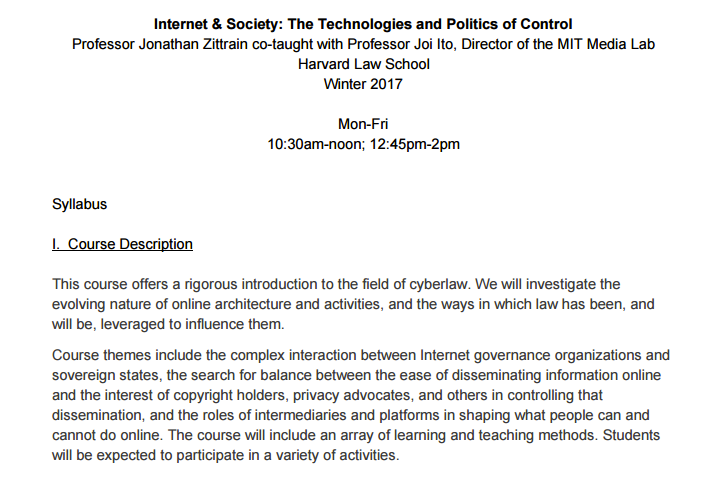 Internet & Society: The Technologies and Politics of Control
Professor Jonathan Zittrain co-taught with Professor Joi Ito, Director of the MIT Media Lab
Harvard Law School
Winter 2017
Mon-Fri
10:30am-noon; 12:45pm-2pm
Syllabus
I. Course Description
This course offers a rigorous introduction to the field of cyberlaw. We will investigate the
evolving nature of online architecture and activities, and the ways in which law has been, and
will be, leveraged to influence them.
Course themes include the complex interaction between Internet governance organizations and
sovereign states, the search for balance between the ease of disseminating information online
and the interest of copyright holders, privacy advocates, and others in controlling that
dissemination, and the roles of intermediaries and platforms in shaping what people can and
cannot do online. The course will include an array of learning and teaching methods. Students
will be expected to participate in a variety of activities.